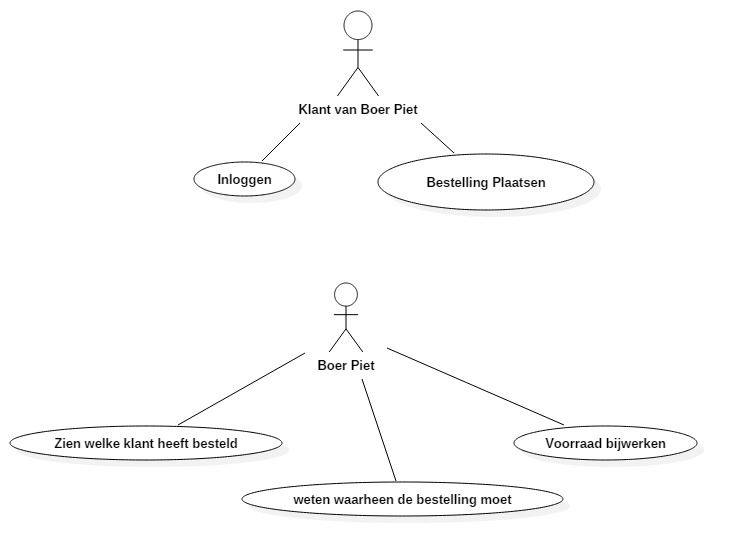 Klant van Boer Piet
Inloggen
Bestelling Plaatsen
Boer Piet
Zien welke klant heeft besteld
Voorraad bijwerken
weten waarheen de bestelling moet